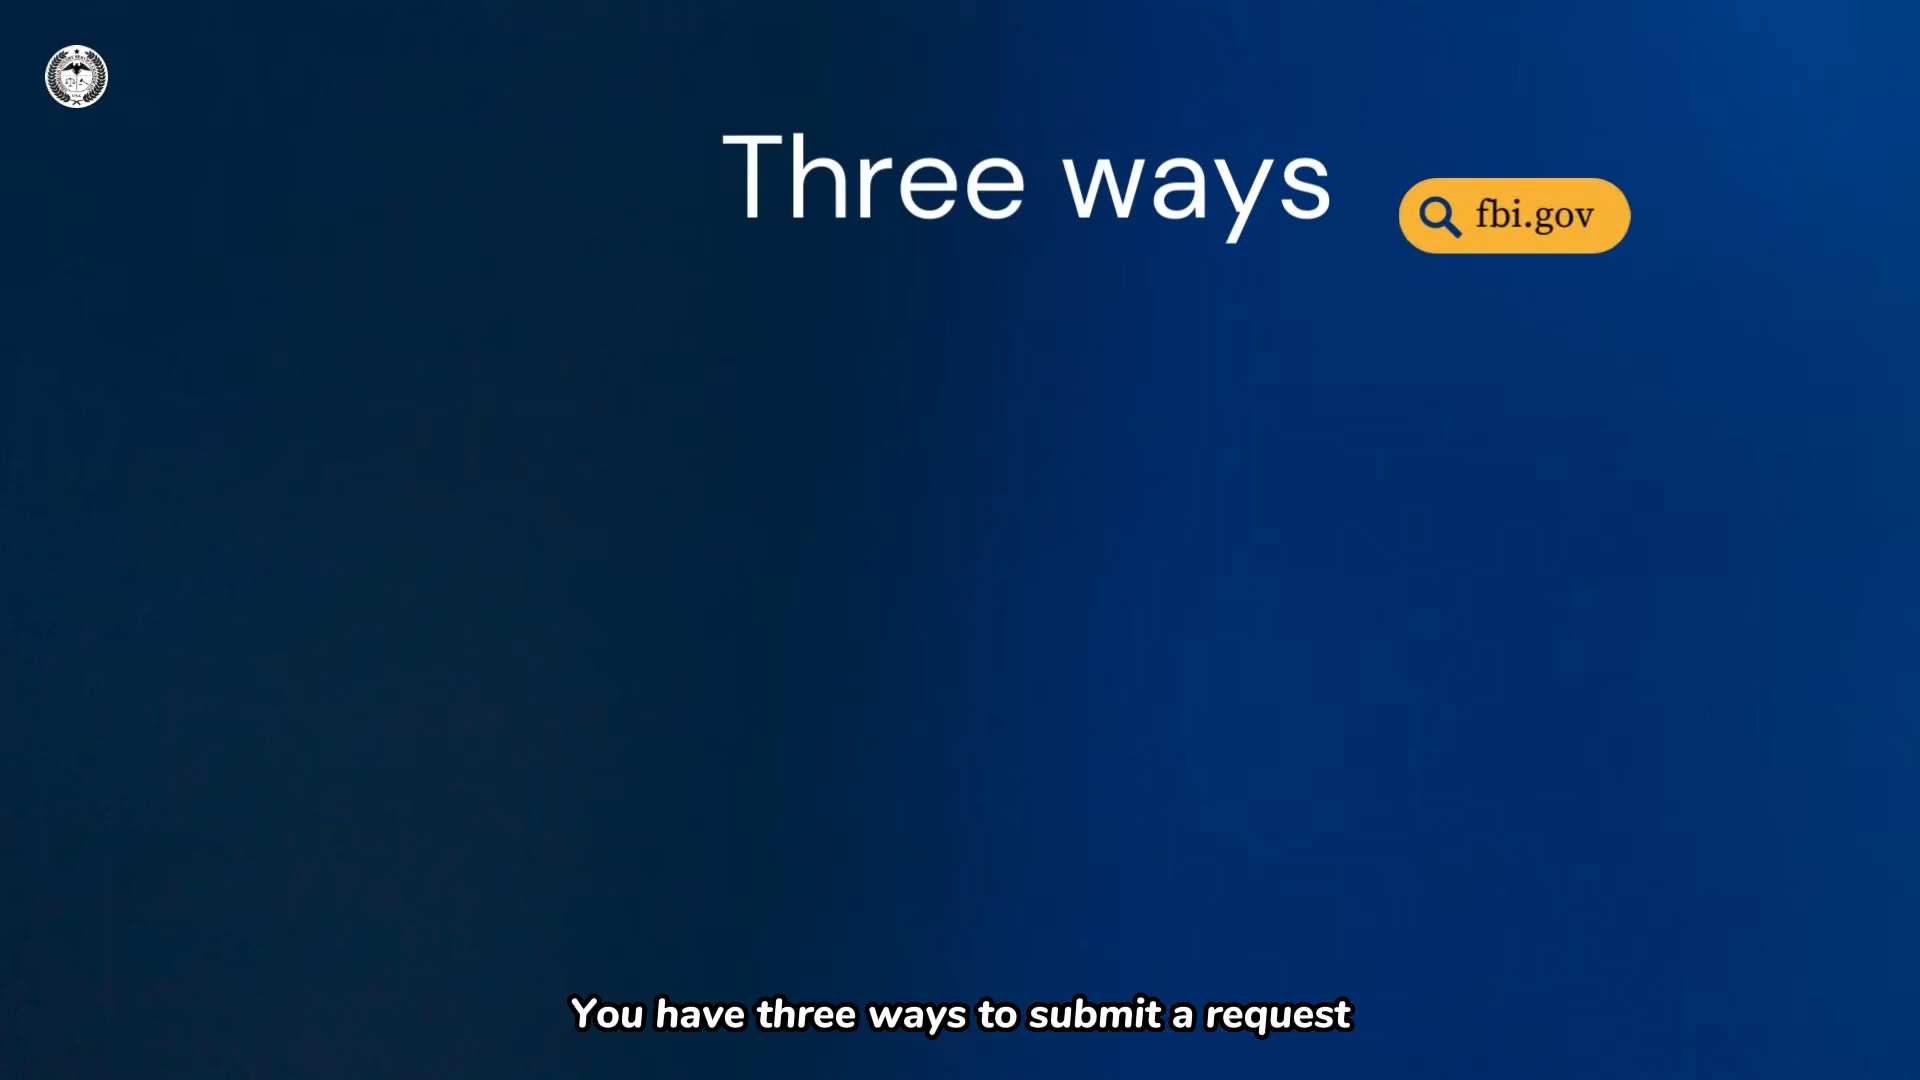 Three ways
fbi.gov
You have three ways to submit a request